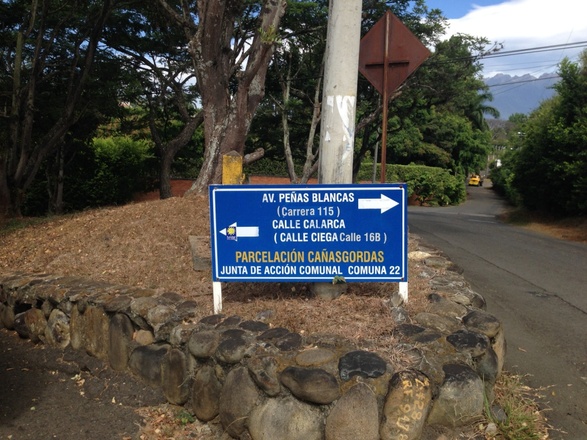 AV. PEÑAS BLANCAS
( Carrera 115 )
CALLE CALARCA
( CALLE CIEGA Calle 16B )
PARCELACIÓN CAÑASGORDAS
JUNTA DE ACCIÓN COMUNAL COMUNA 22